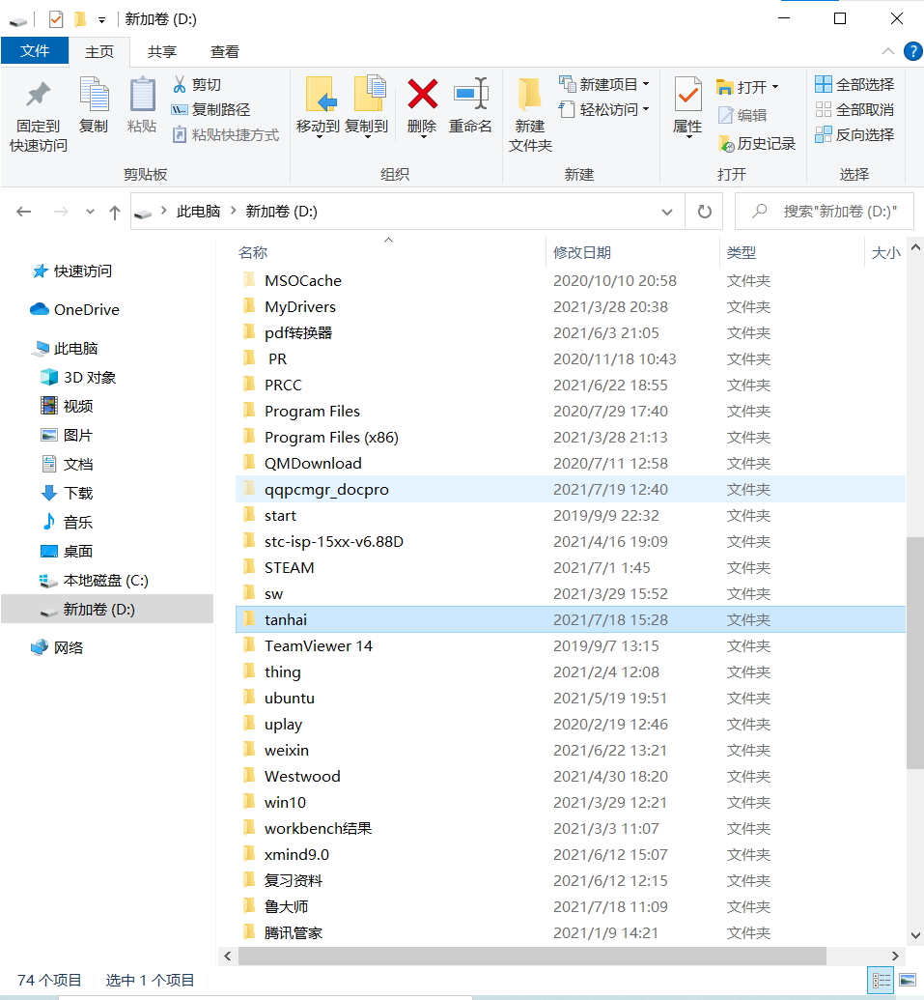 新加卷 (D:)
文件 主页 共享 查看
固定到快速访问 复制 粘贴 剪切 复制路径 粘贴快捷方式
移动到 复制到 删除 重命名
新建文件夹 新建项目 轻松访问
属性 打开 编辑 历史记录
全部选择 全部取消 反向选择
剪贴板 组织 新建 打开 选择
此电脑 新加卷 (D:) 搜索"新加卷 (D:)"
快速访问
OneDrive
此电脑
3D 对象
视频
图片
文档
下载
音乐
桌面
本地磁盘 (C:)
新加卷 (D:)
网络
名称 修改日期 类型 大小
MSOCache 2020/10/10 20:58 文件夹
MyDrivers 2021/3/28 20:38 文件夹
pdf转换器 2021/6/3 21:05 文件夹
PR 2020/11/18 10:43 文件夹
PRCC 2021/6/22 18:55 文件夹
Program Files 2020/7/29 17:40 文件夹
Program Files (x86) 2021/3/28 21:13 文件夹
QMDownload 2020/7/11 12:58 文件夹
qqpcmgr_docpro 2021/7/19 12:40 文件夹
start 2019/9/9 22:32 文件夹
stc-isp-15xx-v6.88D 2021/4/16 19:09 文件夹
STEAM 2021/7/1 1:45 文件夹
sw 2021/3/29 15:52 文件夹
tanhai 2021/7/18 15:28 文件夹
TeamViewer 14 2019/9/7 13:15 文件夹
thing 2021/2/4 12:08 文件夹
ubuntu 2021/5/19 19:51 文件夹
uplay 2020/2/19 12:46 文件夹
weixin 2021/6/22 13:21 文件夹
Westwood 2021/4/30 18:20 文件夹
win10 2021/3/29 12:21 文件夹
workbench结果 2021/3/3 11:07 文件夹
xmind9.0 2021/6/12 15:07 文件夹
复习资料 2021/6/12 12:15 文件夹
鲁大师 2021/7/18 11:09 文件夹
腾讯管家 2021/1/9 14:21 文件夹
74 个项目 选中 1 个项目